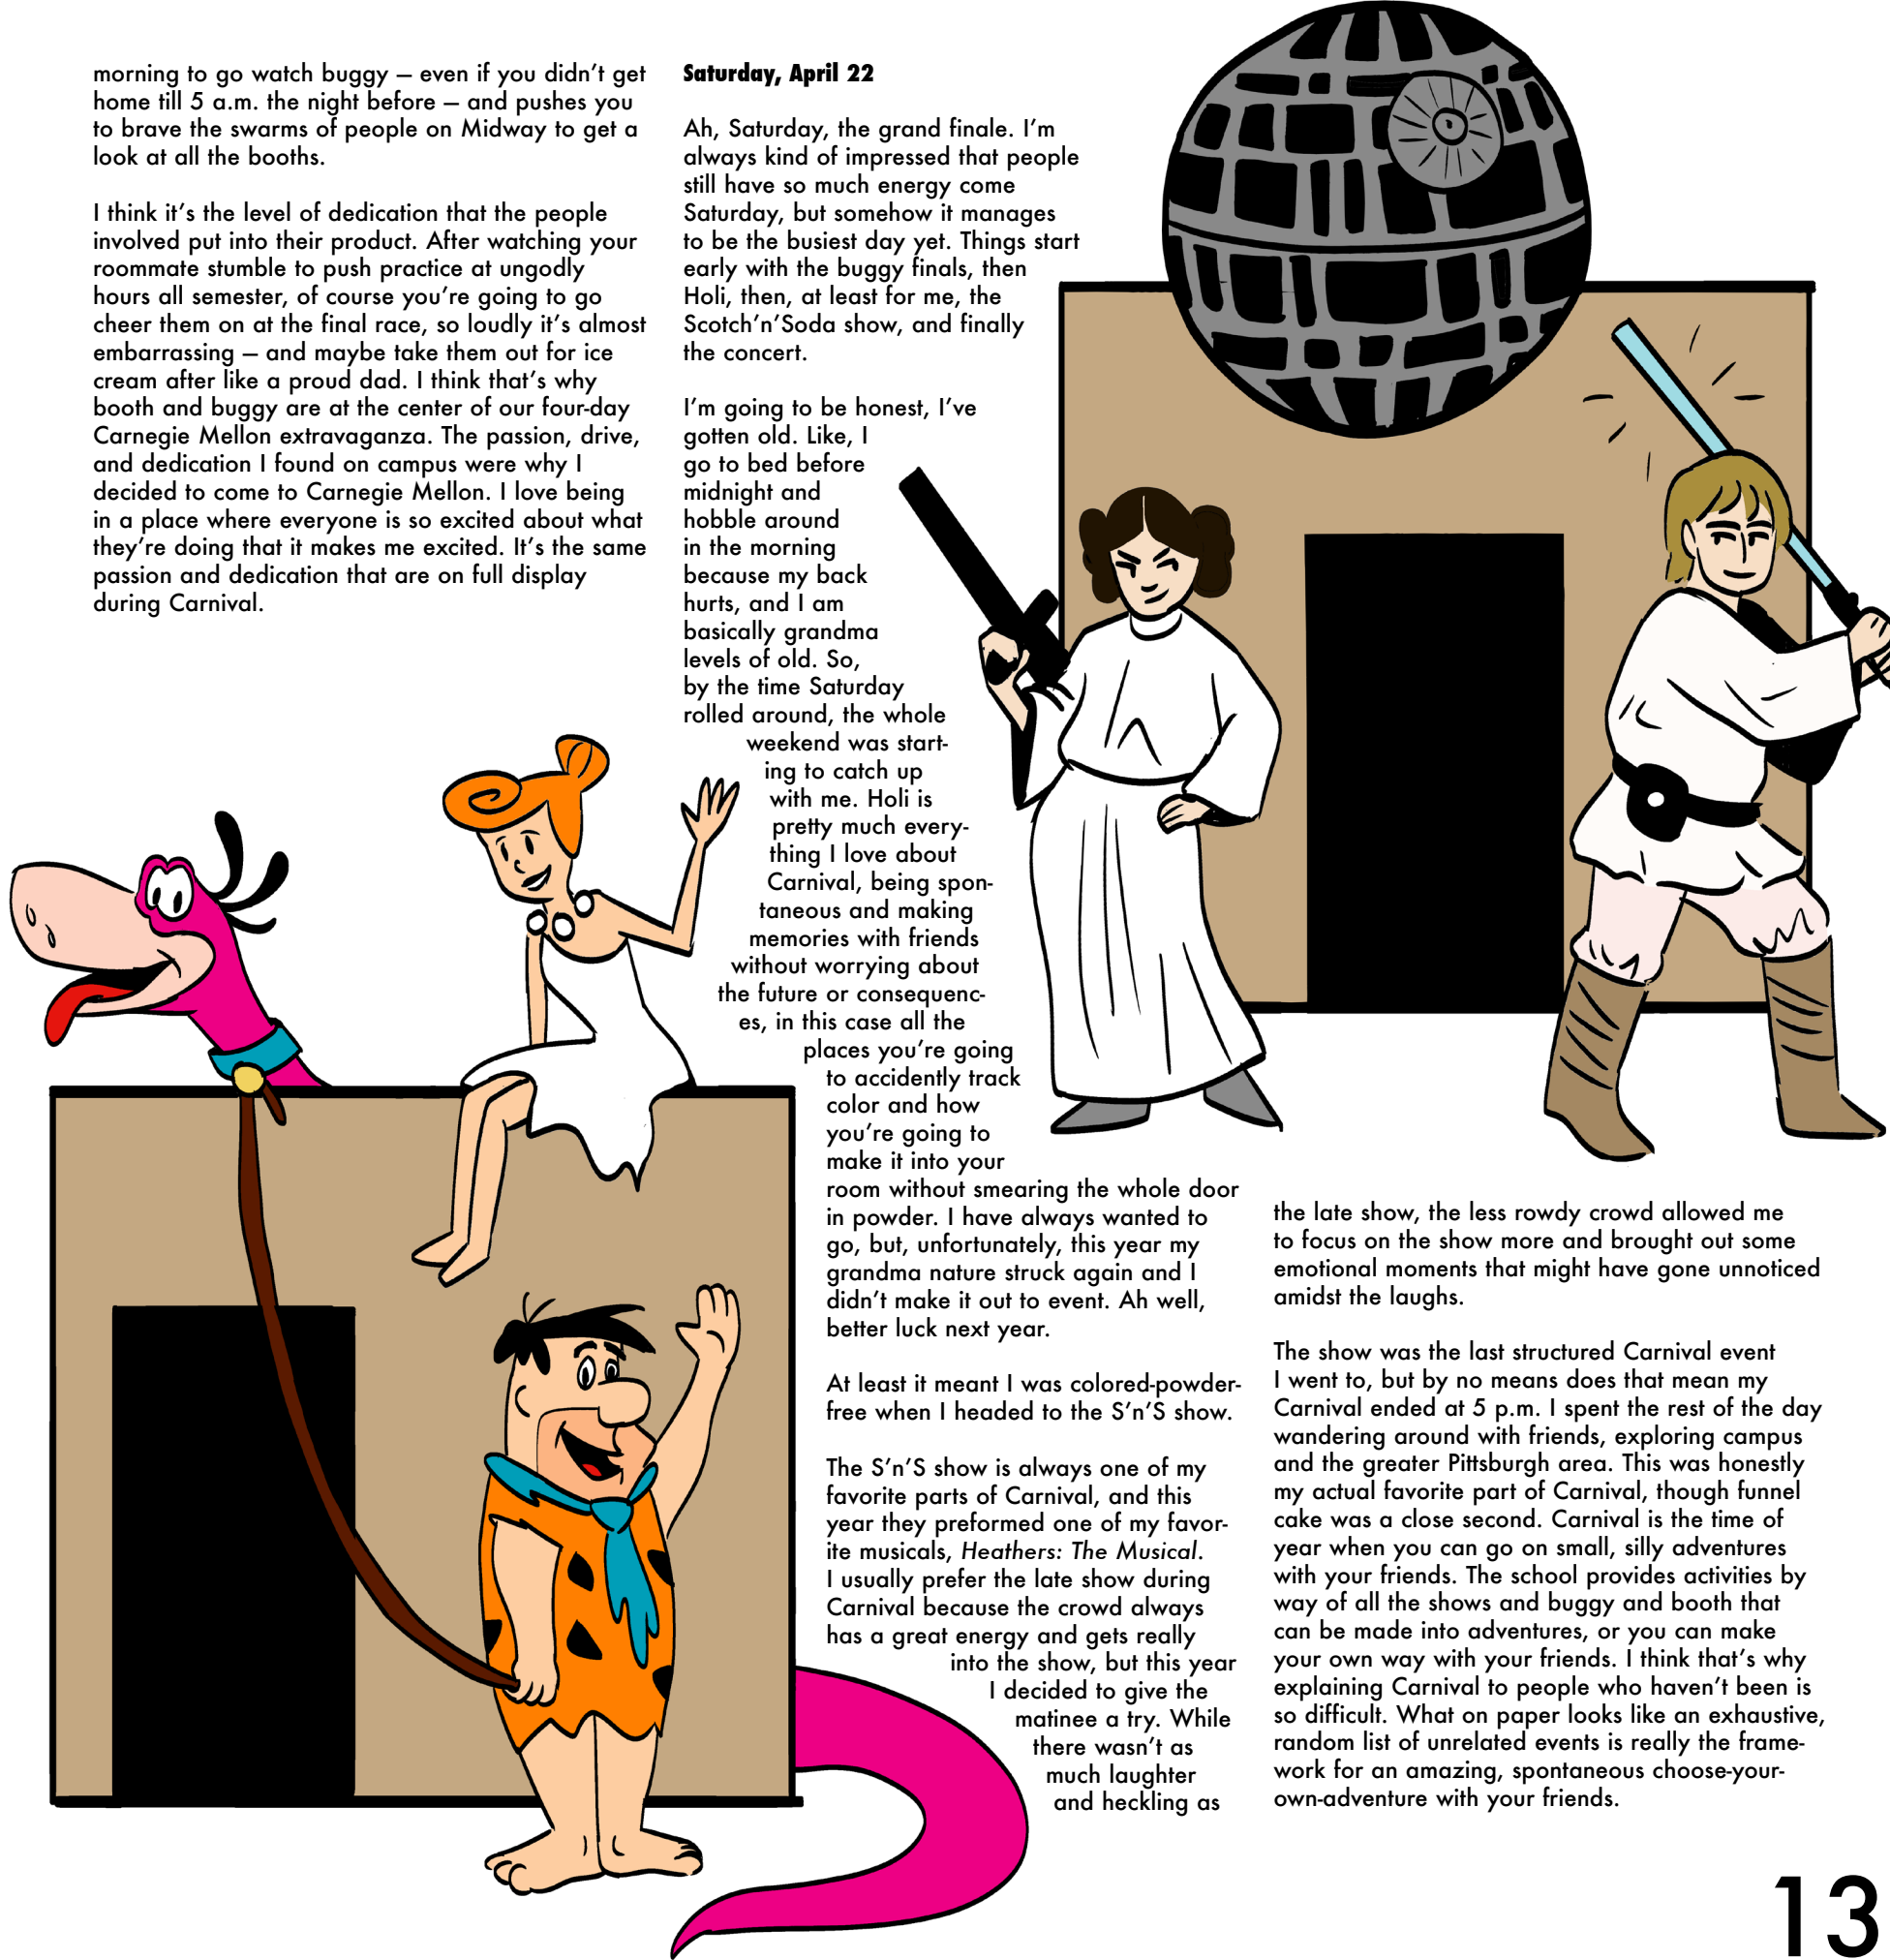 morning to go watch buggy — even if you didn't get
home till 5 a.m. the night before — and pushes you
to brave the swarms of people on Midway to get a
look at all the booths.
I think it's the level of dedication that the people
involved put into their product. After watching your
roommate stumble to push practice at ungodly
hours all semester, of course you're going to go
cheer them on at the final race, so loudly it's almost
embarrassing — and maybe take them out for ice
cream after like a proud dad. I think that's why
booth and buggy are at the center of our four-day
Carnegie Mellon extravaganza. The passion, drive,
and dedication I found on campus were why I
decided to come to Carnegie Mellon. I love being
in a place where everyone is so excited about what
they're doing that it makes me excited. It's the same
passion and dedication that are on full display
during Carnival.
Saturday, April 22
Ah, Saturday, the grand finale. I'm
always kind of impressed that people
still have so much energy come
Saturday, but somehow it manages
to be the busiest day yet. Things start
early with the buggy finals, then
Holi, then, at least for me, the
Scotch'n'Soda show, and finally
the concert.
I'm going to be honest, I've
gotten old. Like, I
go to bed before
midnight and
hobble around
in the morning
because my back
hurts, and I am
basically grandma
levels of old. So,
by the time Saturday
rolled around, the whole
weekend was start-
ing to catch up
with me. Holi is
pretty much every-
thing I love about
Carnival, being spon-
taneous and making
memories with friends
without worrying about
the future or consequenc-
es, in this case all the
places you're going
to accidently track
color and how
you're going to
make it into your
room without smearing the whole door
in powder. I have always wanted to
go, but, unfortunately, this year my
grandma nature struck again and I
didn't make it out to event. Ah well,
better luck next year.
At least it meant I was colored-powder-
free when I headed to the S'n'S show.
The S'n'S show is always one of my
favorite parts of Carnival, and this
year they preformed one of my favor-
ite musicals, Heathers: The Musical.
I usually prefer the late show during
Carnival because the crowd always
has a great energy and gets really
into the show, but this year
I decided to give the
matinee a try. While
there wasn't as
much laughter
and heckling as
the late show, the less rowdy crowd allowed me
to focus on the show more and brought out some
emotional moments that might have gone unnoticed
amidst the laughs.
The show was the last structured Carnival event
I went to, but by no means does that mean my
Carnival ended at 5 p.m. I spent the rest of the day
wandering around with friends, exploring campus
and the greater Pittsburgh area. This was honestly
my actual favorite part of Carnival, though funnel
cake was a close second. Carnival is the time of
year when you can go on small, silly adventures
with your friends. The school provides activities by
way of all the shows and buggy and booth that
can be made into adventures, or you can make
your own way with your friends. I think that's why
explaining Carnival to people who haven't been is
so difficult. What on paper looks like an exhaustive,
random list of unrelated events is really the frame-
work for an amazing, spontaneous choose-your-
own-adventure with your friends.
13